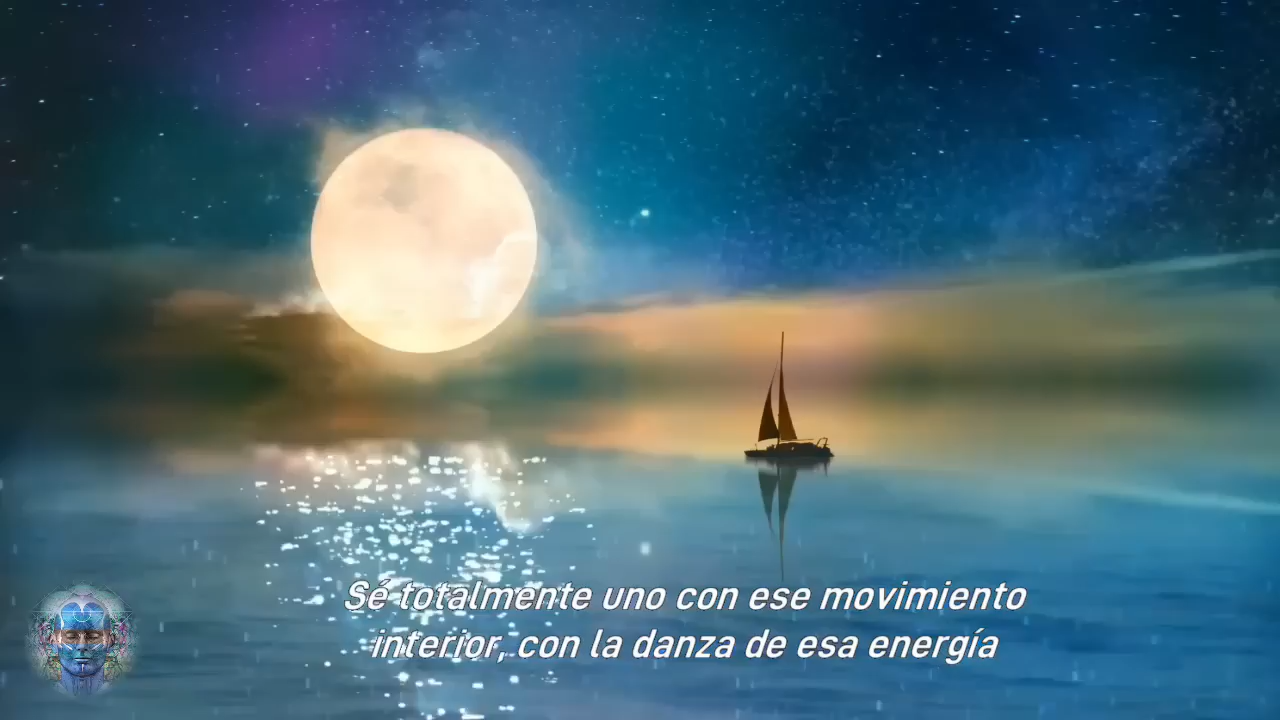 Sé totalmente uno con ese movimiento
interior, con la danza de esa energía